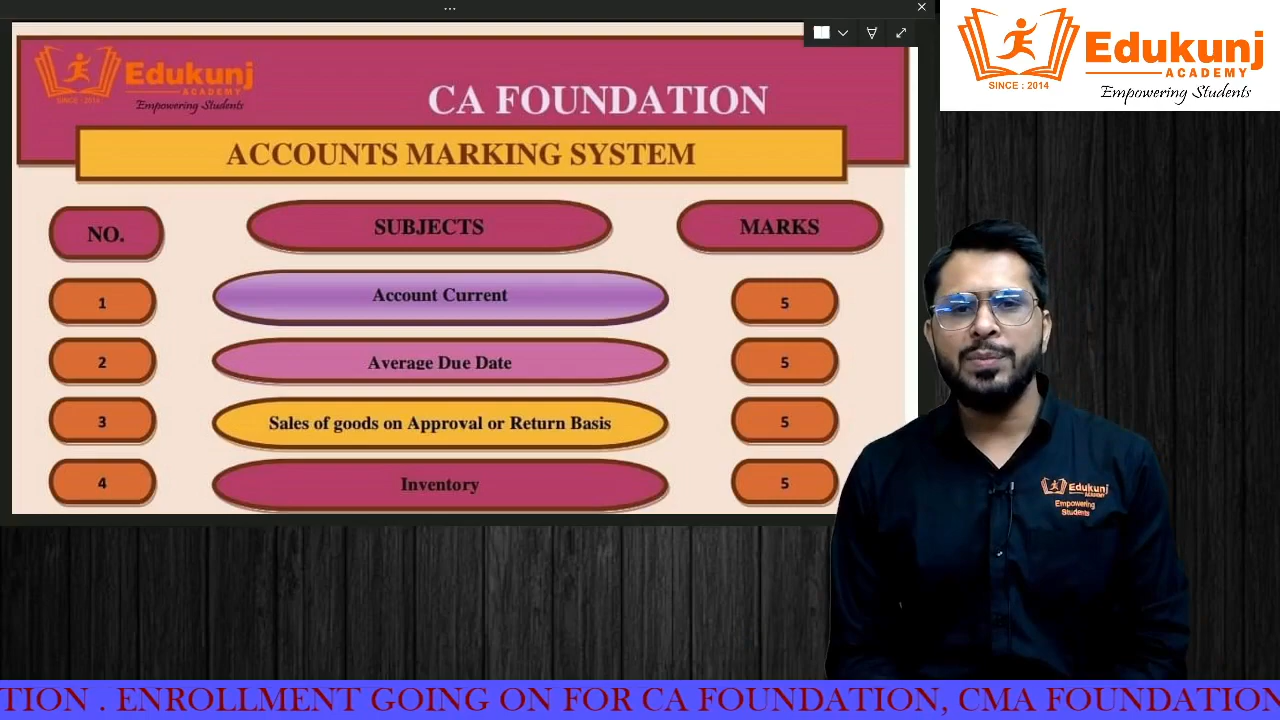 Edukunj
ACADEMY
SINCE : 2014
Empowering Students
CA FOUNDATION
ACCOUNTS MARKING SYSTEM
NO. SUBJECTS MARKS
1 Account Current 5
2 Average Due Date 5
3 Sales of goods on Approval or Return Basis 5
4 Inventory 5
Edukunj
ACADEMY
SINCE : 2014
Empowering Students
Edukunj
ACADEMY
Empowering
Students
TION . ENROLLMENT GOING ON FOR CA FOUNDATION, CMA FOUNDATION